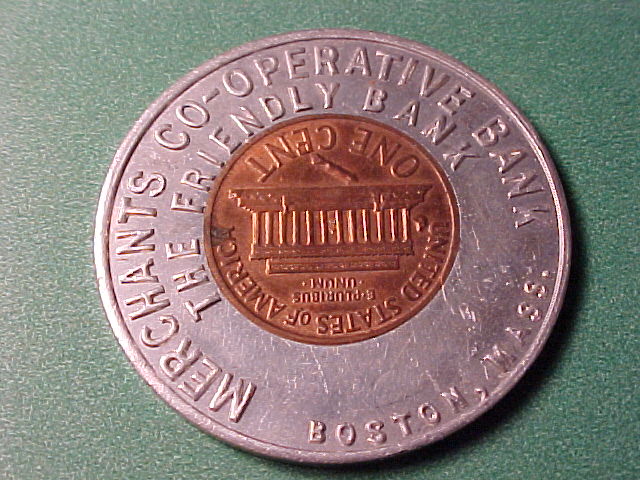 MERCHANTS CO-OPERATIVE BANK
THE FRIENDLY BANK
BOSTON, MASS.
UNITED STATES OF AMERICA
E·PLURIBUS
·UNUM·
ONE CENT